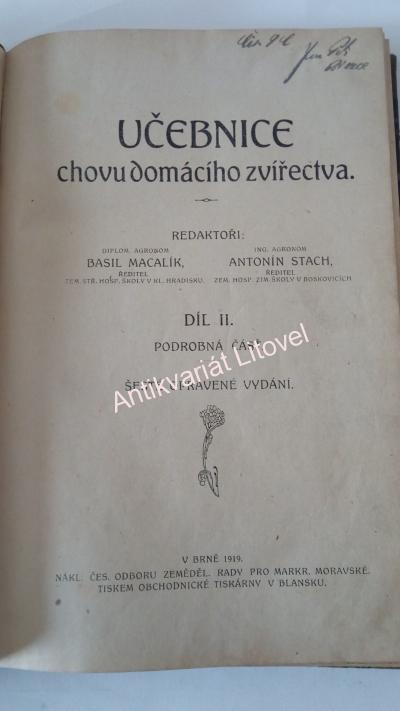 UČEBNICE
chovu domácího zvířectva.
REDAKTOŘI:
DIPLOM. AGRONOM
BASIL MACALÍK,
ŘEDITEL
ZEM. STŘ. HOSP. ŠKOLY V KL. HRADISKU.
ING. AGRONOM
ANTONÍN STACH,
ŘEDITEL
ZEM. HOSP. ZIM. ŠKOLY V BOSKOVICÍCH
DÍL II.
PODROBNÁ ČÁST
Antikvariát Litovel
UPRAVENÉ VYDÁNÍ.
V BRNĚ 1919.
NÁKL. ČES. ODBORU ZEMĚDĚL. RADY PRO MARKR. MORAVSKÉ.
TISKEM OBCHODNICKÉ TISKÁRNY V BLANSKU.